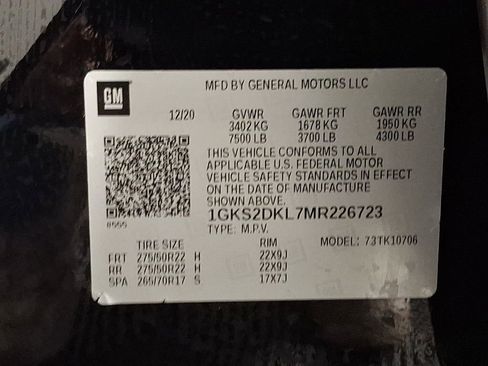 GM
MFD BY GENERAL MOTORS LLC
12/20 GVWR GAWR FRT GAWR RR
3402 KG 1678 KG 1950 KG
7500 LB 3700 LB 4300 LB
THIS VEHICLE CONFORMS TO ALL
APPLICABLE U.S. FEDERAL MOTOR
VEHICLE SAFETY STANDARDS IN EFFECT
ON THE DATE OF MANUFACTURE
SHOWN ABOVE.
1GKS2DKL7MR226723
TYPE: M.P.V.
TIRE SIZE RIM MODEL: 73TK10706
FRT 275/50R22 H 22X9J
RR 275/50R22 H 22X9J
SPA 265/70R17 S 17X7J